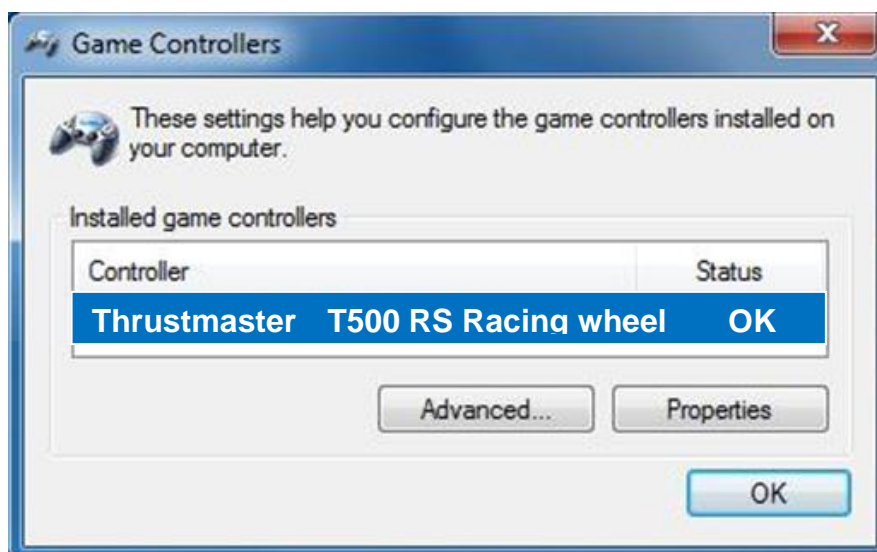 Game Controllers
X
These settings help you configure the game controllers installed on
your computer.
Installed game controllers
Controller Status
Thrustmaster T500 RS Racing wheel OK
Advanced... Properties
OK